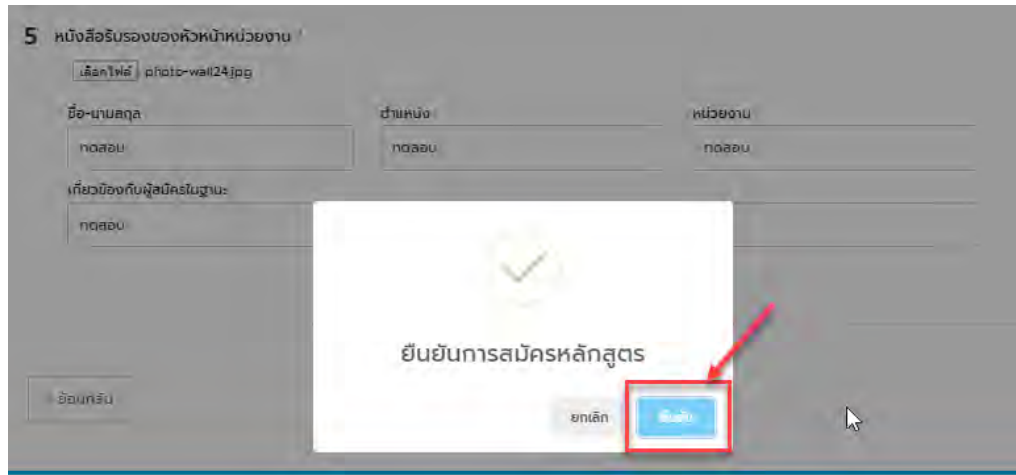 5 หนังสือรับรองของหัวหน้าหน่วยงาน *
เลือกไฟล์ photo-wall24.jpg
ชื่อ-นามสกุล ตำแหน่ง หน่วยงาน
ทดสอบ ทดสอบ ทดสอบ
เกี่ยวข้องกับผู้สมัครในฐานะ
ทดสอบ
ยืนยันการสมัครหลักสูตร
ย้อนกลับ
ยกเลิก ยืนยัน